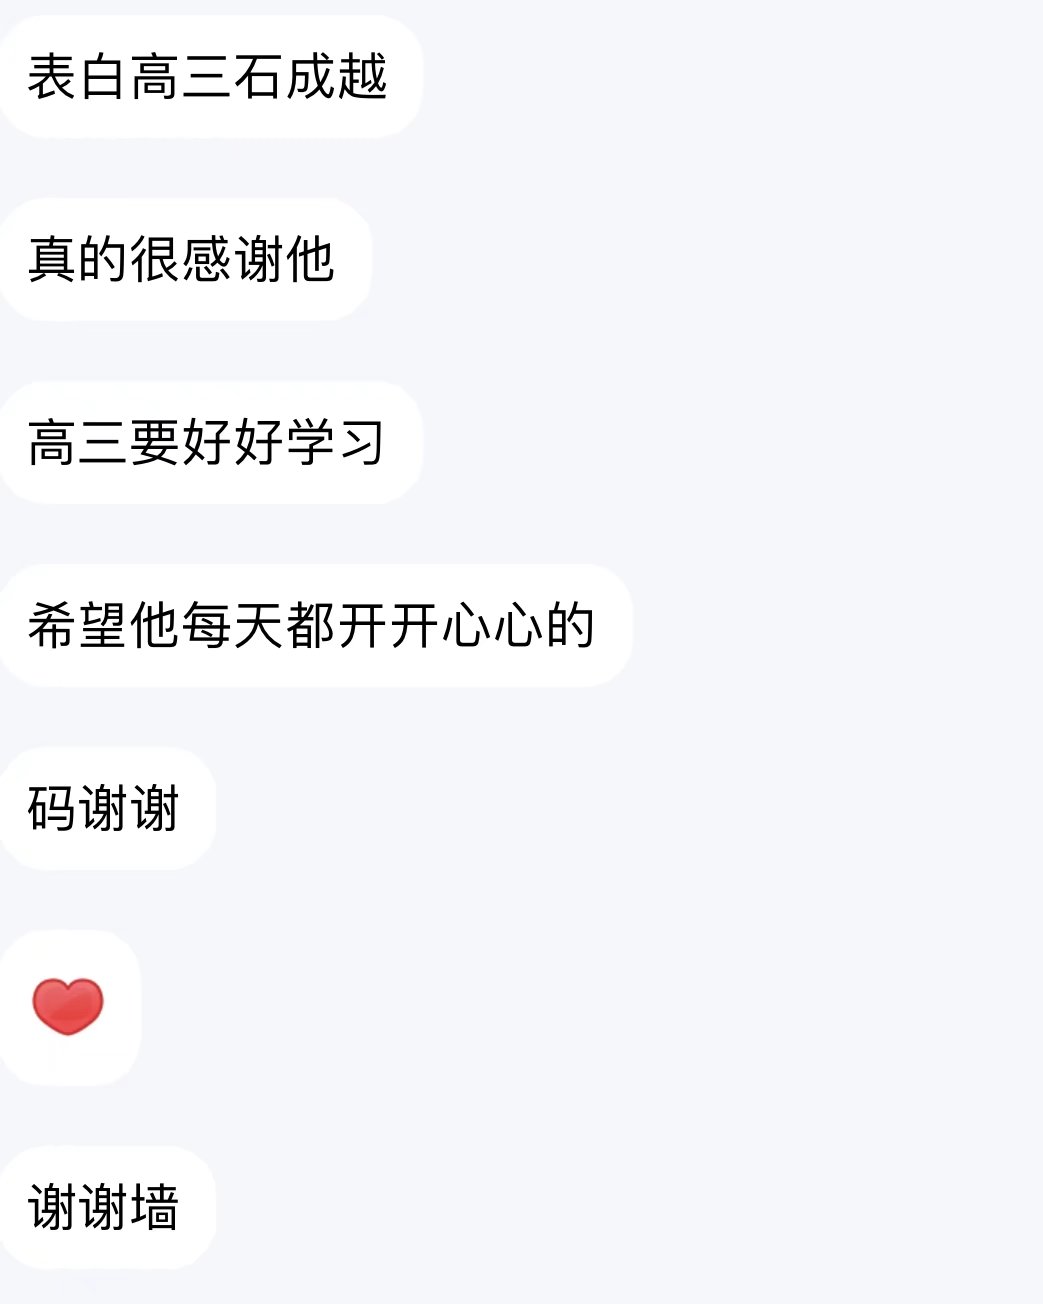 表白高三石成越
真的很感谢他
高三要好好学习
希望他每天都开开心心的
码谢谢
❤
谢谢墙